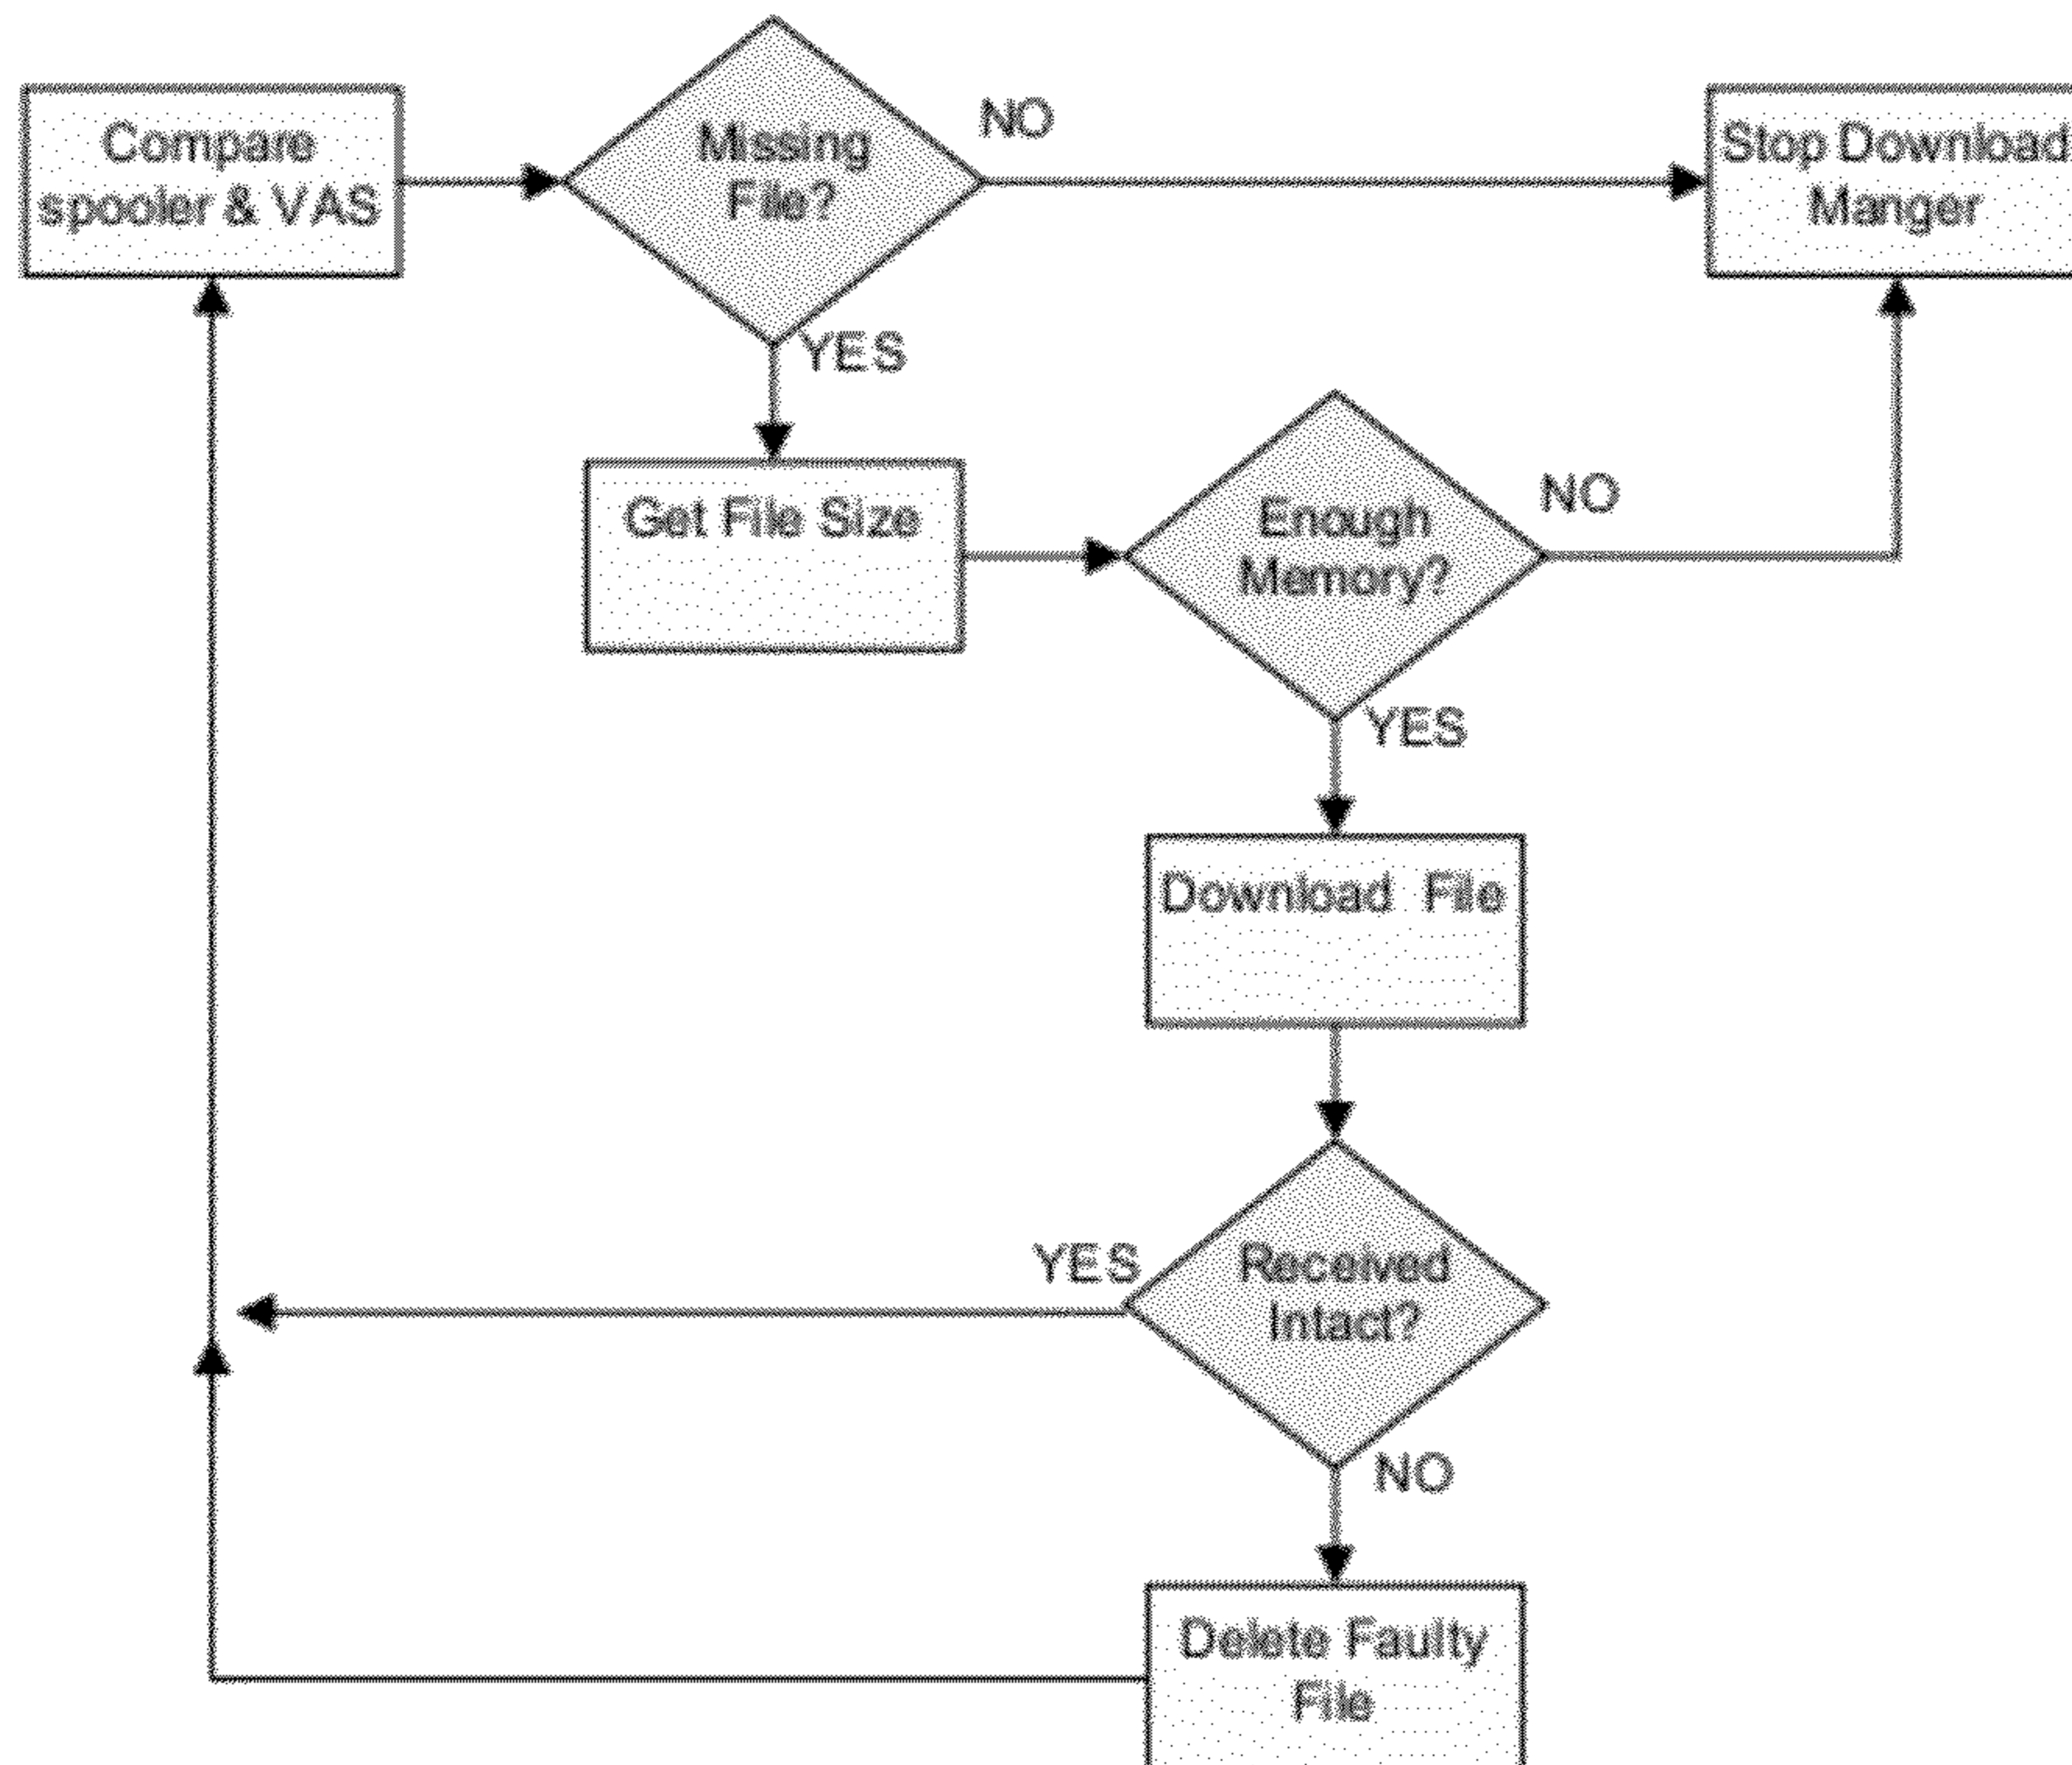 Compare
spooler & VAS
Missing
File?
NO
Stop Download
Manger
YES
Get File Size
Enough
Memory?
NO
YES
Download File
YES
Received
Intact?
NO
Delete Faulty
File